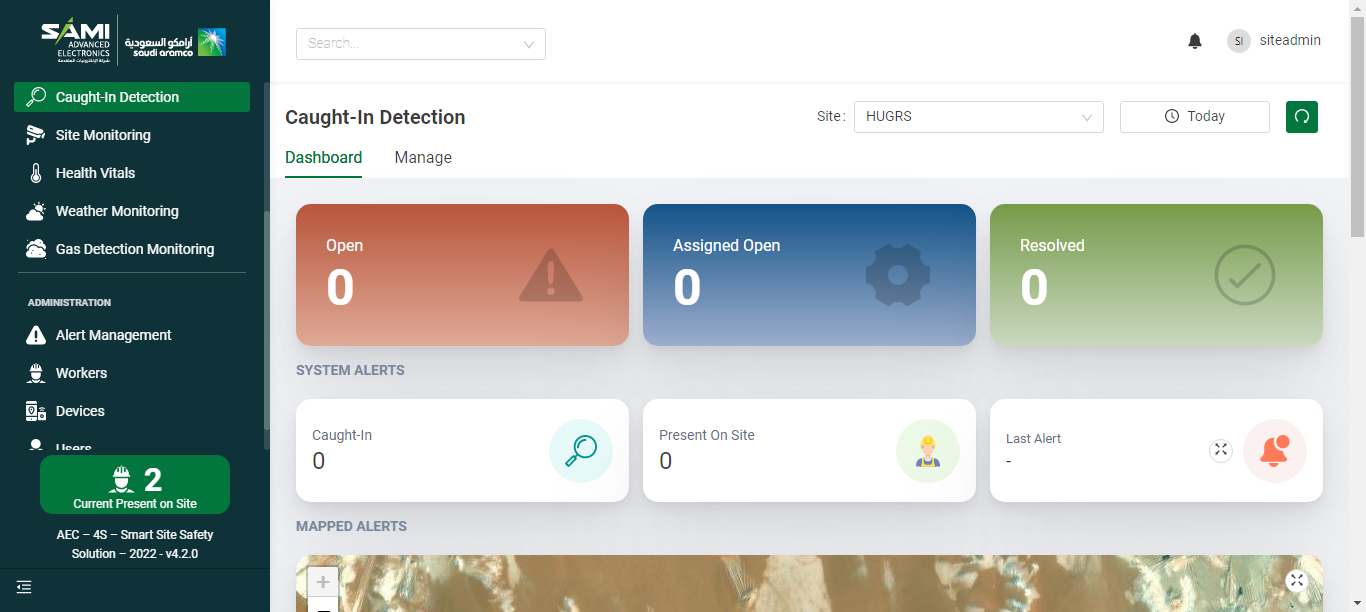 SAMI
ADVANCED
ELECTRONICS
أرامكو السعودية
saudi aramco
Caught-In Detection
Site Monitoring
Health Vitals
Weather Monitoring
Gas Detection Monitoring
ADMINISTRATION
Alert Management
Workers
Devices
Users
2
Current Present on Site
AEC – 4S – Smart Site Safety
Solution – 2022 - v4.2.0
Search...
SI
siteadmin
Caught-In Detection
Site :
HUGRS
Today
Dashboard
Manage
Open
0
Assigned Open
0
Resolved
0
SYSTEM ALERTS
Caught-In
0
Present On Site
0
Last Alert
-
MAPPED ALERTS
+